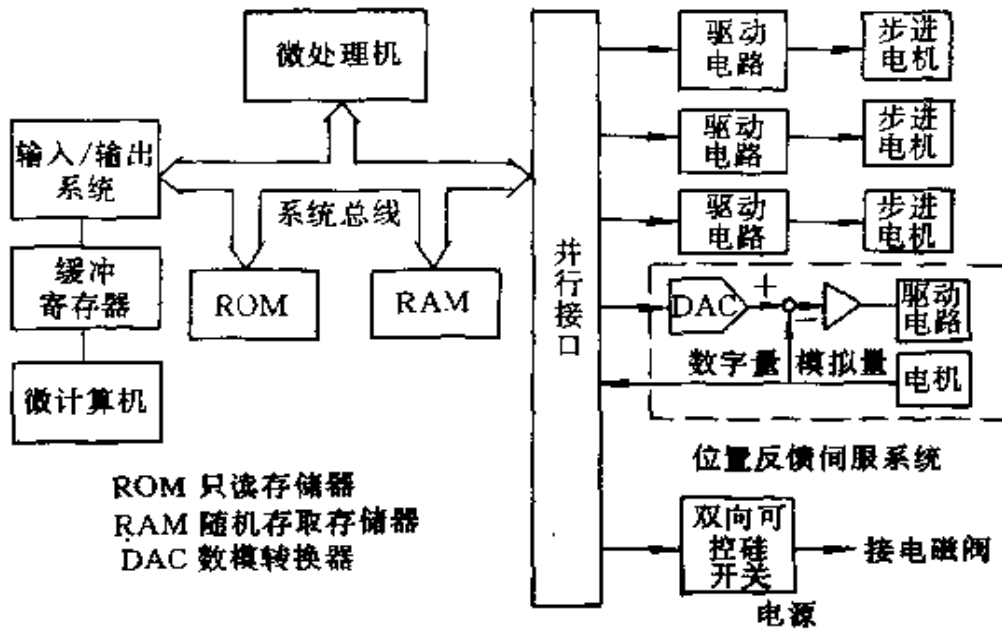 微处理机
输入/输出
系统
系统总线
缓冲
寄存器
ROM
RAM
微计算机
并行接口
驱动
电路
步进
电机
驱动
电路
步进
电机
驱动
电路
步进
电机
DAC
+
-
驱动
电路
数字量 模拟量
电机
位置反馈伺服系统
双向可
控硅
开关
接电磁阀
电源
ROM 只读存储器
RAM 随机存取存储器
DAC 数模转换器